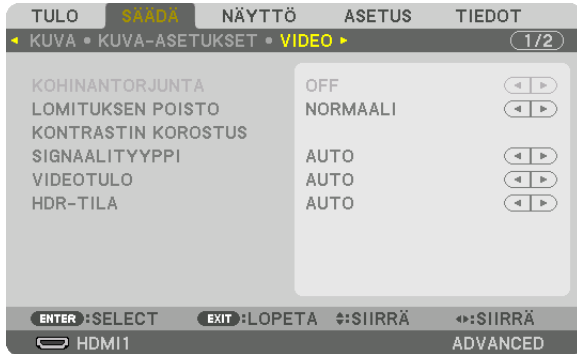 TULO SÄÄDÄ NÄYTTÖ ASETUS TIEDOT
◂ KUVA • KUVA-ASETUKSET • VIDEO ▸ 1/2
KOHINANTORJUNTA OFF
LOMITUKSEN POISTO NORMAALI
KONTRASTIN KOROSTUS
SIGNAALITYYPPI AUTO
VIDEOTULO AUTO
HDR-TILA AUTO
ENTER:SELECT EXIT:LOPETA :SIIRRÄ :SIIRRÄ
HDMI1 ADVANCED